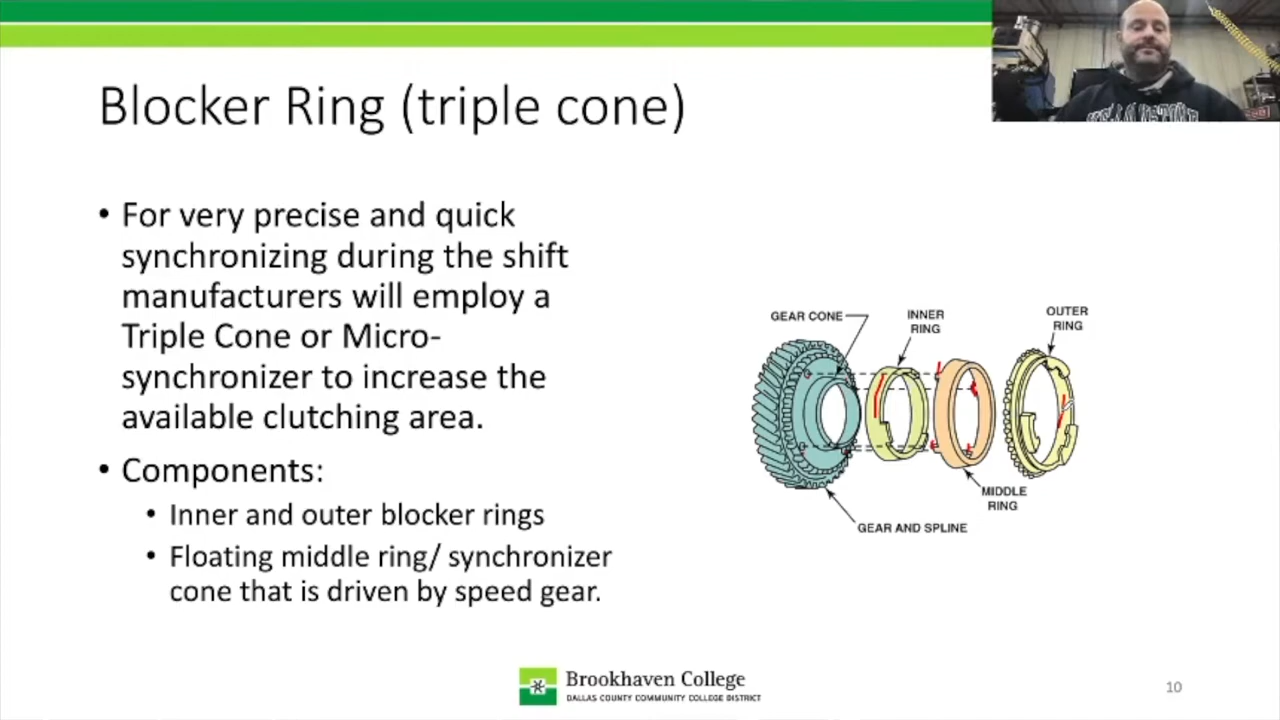 Blocker Ring (triple cone)
• For very precise and quick
synchronizing during the shift
manufacturers will employ a
Triple Cone or Micro-
synchronizer to increase the
available clutching area.
• Components:
• Inner and outer blocker rings
• Floating middle ring/ synchronizer
cone that is driven by speed gear.
GEAR CONE
INNER
RING
OUTER
RING
MIDDLE
RING
GEAR AND SPLINE
Brookhaven College
DALLAS COUNTY COMMUNITY COLLEGE DISTRICT
10